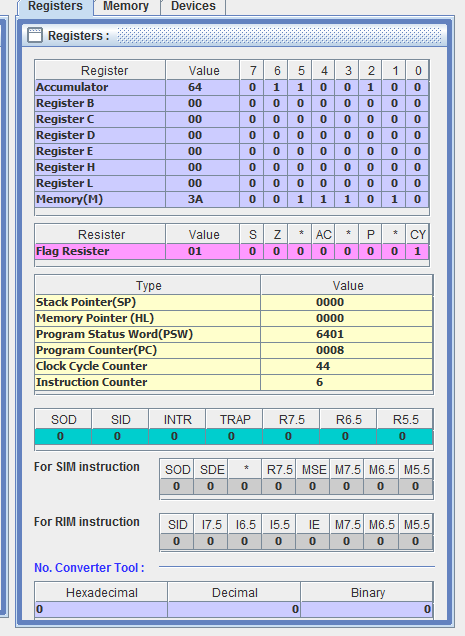 Registers Memory Devices
Registers :
Register Value 7 6 5 4 3 2 1 0
Accumulator 64 0 1 1 0 0 1 0 0
Register B 00 0 0 0 0 0 0 0 0
Register C 00 0 0 0 0 0 0 0 0
Register D 00 0 0 0 0 0 0 0 0
Register E 00 0 0 0 0 0 0 0 0
Register H 00 0 0 0 0 0 0 0 0
Register L 00 0 0 0 0 0 0 0 0
Memory(M) 3A 0 0 1 1 1 0 1 0
Resister Value S Z * AC * P * CY
Flag Resister 01 0 0 0 0 0 0 0 1
Type Value
Stack Pointer(SP) 0000
Memory Pointer (HL) 0000
Program Status Word(PSW) 6401
Program Counter(PC) 0008
Clock Cycle Counter 44
Instruction Counter 6
SOD SID INTR TRAP R7.5 R6.5 R5.5
0 0 0 0 0 0 0
For SIM instruction SOD SDE * R7.5 MSE M7.5 M6.5 M5.5
0 0 0 0 0 0 0 0
For RIM instruction SID I7.5 I6.5 I5.5 IE M7.5 M6.5 M5.5
0 0 0 0 0 0 0 0
No. Converter Tool :
Hexadecimal Decimal Binary
0 0 0